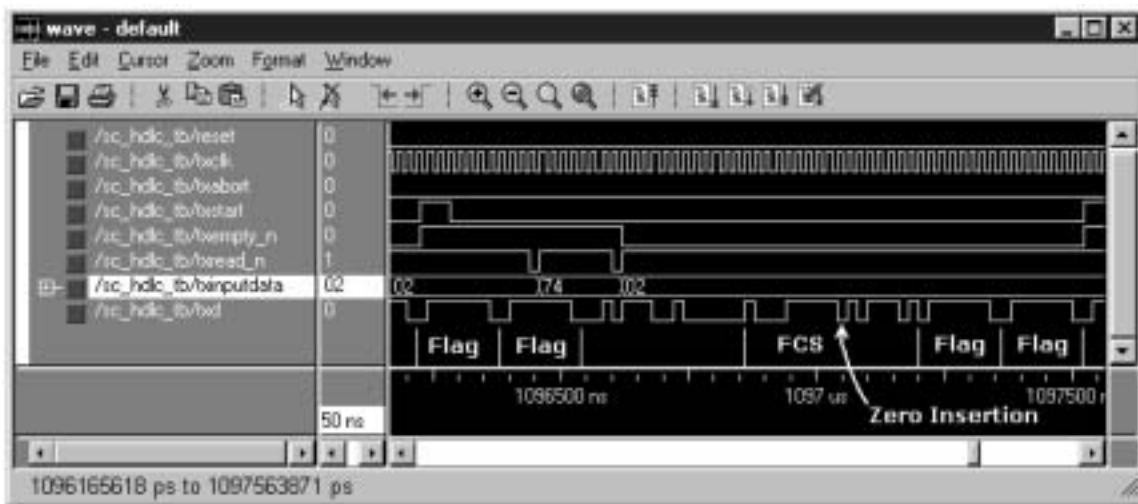 wave - default
File Edit Cursor Zoom Format Window
/sc_hdlc_tb/reset 0
/sc_hdlc_tb/txclk 0
/sc_hdlc_tb/txabort 0
/sc_hdlc_tb/txstart 0
/sc_hdlc_tb/txempty_n 0
/sc_hdlc_tb/txread_n 1
/sc_hdlc_tb/txinputdata 02 02 74 02
/sc_hdlc_tb/txd 0
Flag Flag FCS Flag Flag
1096500 ns 1097 us 1097500 n
50 ns Zero Insertion
1096165618 ps to 1097563871 ps